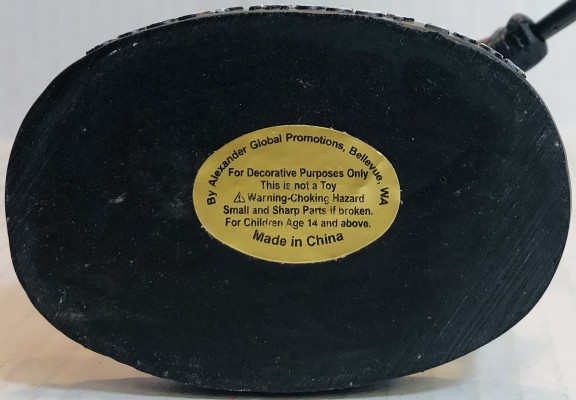 By Alexander Global Promotions, Bellevue, WA
For Decorative Purposes Only
This is not a Toy
⚠ Warning-Choking Hazard
Small and Sharp Parts if broken.
For Children Age 14 and above.
Made in China